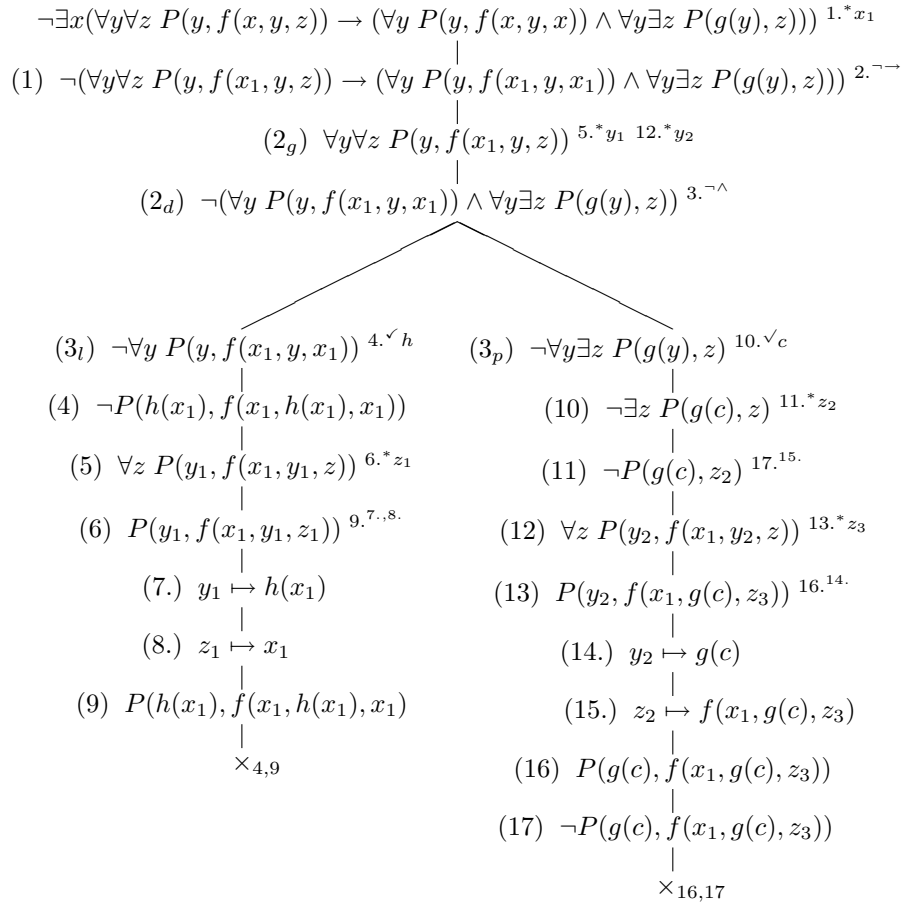 ¬∃x(∀y∀z P(y, f(x, y, z)) → (∀y P(y, f(x, y, x)) ∧ ∀y∃z P(g(y), z))) 1.*x₁
(1) ¬(∀y∀z P(y, f(x₁, y, z)) → (∀y P(y, f(x₁, y, x₁)) ∧ ∀y∃z P(g(y), z))) 2.¬→
(2g) ∀y∀z P(y, f(x₁, y, z)) 5.*y₁ 12.*y₂
(2d) ¬(∀y P(y, f(x₁, y, x₁)) ∧ ∀y∃z P(g(y), z)) 3.¬∧
(3l) ¬∀y P(y, f(x₁, y, x₁)) 4.✓h
(4) ¬P(h(x₁), f(x₁, h(x₁), x₁))
(5) ∀z P(y₁, f(x₁, y₁, z)) 6.*z₁
(6) P(y₁, f(x₁, y₁, z₁)) 9.7.,8.
(7.) y₁ ↦ h(x₁)
(8.) z₁ ↦ x₁
(9) P(h(x₁), f(x₁, h(x₁), x₁)
×4,9
(3p) ¬∀y∃z P(g(y), z) 10.√c
(10) ¬∃z P(g(c), z) 11.*z₂
(11) ¬P(g(c), z₂) 17.15.
(12) ∀z P(y₂, f(x₁, y₂, z)) 13.*z₃
(13) P(y₂, f(x₁, g(c), z₃)) 16.14.
(14.) y₂ ↦ g(c)
(15.) z₂ ↦ f(x₁, g(c), z₃)
(16) P(g(c), f(x₁, g(c), z₃))
(17) ¬P(g(c), f(x₁, g(c), z₃))
×16,17